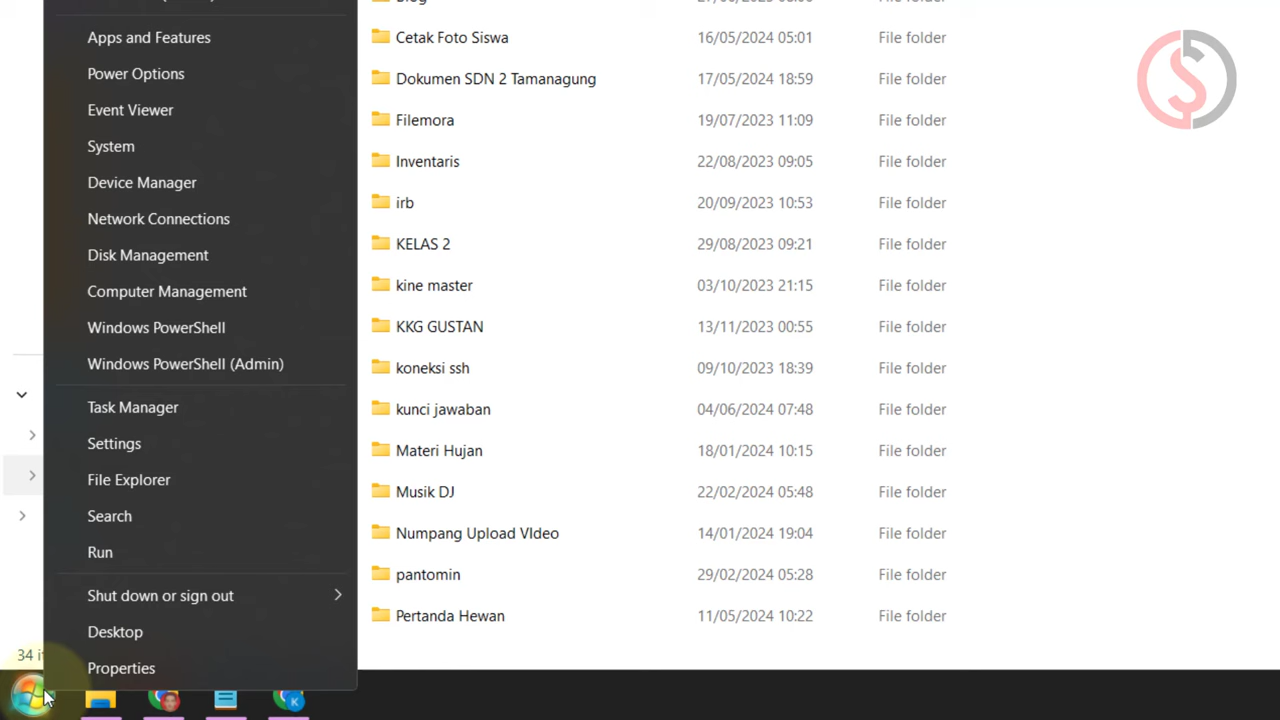 Apps and Features
Power Options
Event Viewer
System
Device Manager
Network Connections
Disk Management
Computer Management
Windows PowerShell
Windows PowerShell (Admin)
Task Manager
Settings
File Explorer
Search
Run
Shut down or sign out
Desktop
Properties
34
Cetak Foto Siswa 16/05/2024 05:01 File folder
Dokumen SDN 2 Tamanagung 17/05/2024 18:59 File folder
Filemora 19/07/2023 11:09 File folder
Inventaris 22/08/2023 09:05 File folder
irb 20/09/2023 10:53 File folder
KELAS 2 29/08/2023 09:21 File folder
kine master 03/10/2023 21:15 File folder
KKG GUSTAN 13/11/2023 00:55 File folder
koneksi ssh 09/10/2023 18:39 File folder
kunci jawaban 04/06/2024 07:48 File folder
Materi Hujan 18/01/2024 10:15 File folder
Musik DJ 22/02/2024 05:48 File folder
Numpang Upload VIdeo 14/01/2024 19:04 File folder
pantomin 29/02/2024 05:28 File folder
Pertanda Hewan 11/05/2024 10:22 File folder
K